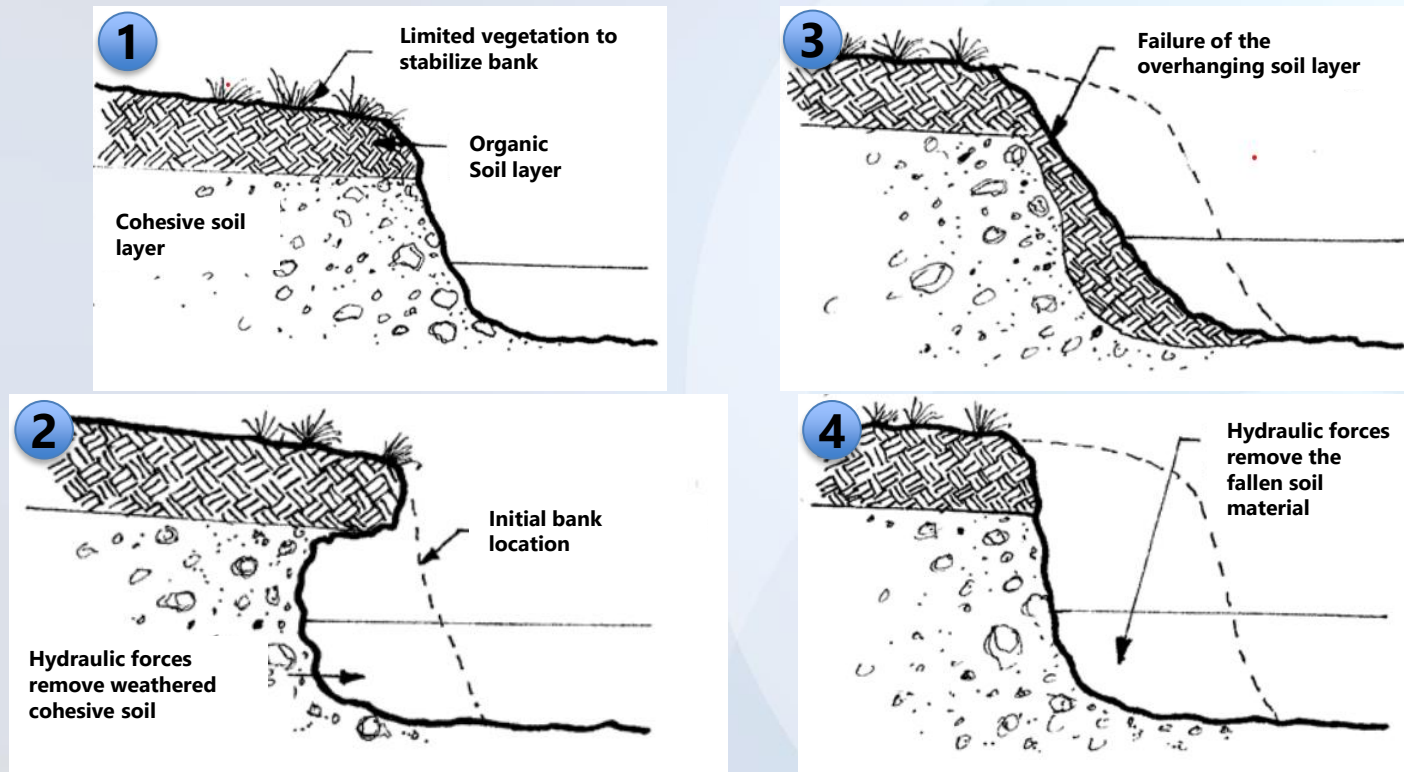 1
Limited vegetation to
stabilize bank
Organic
Soil layer
Cohesive soil
layer
2
Initial bank
location
Hydraulic forces
remove weathered
cohesive soil
3
Failure of the
overhanging soil layer
4
Hydraulic forces
remove the
fallen soil
material